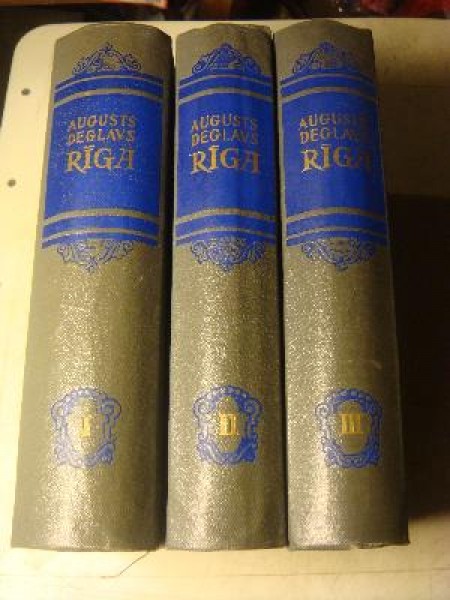 AUGUSTS
DEGLAVS
RĪGA
I
AUGUSTS
DEGLAVS
RĪGA
II
AUGUSTS
DEGLAVS
RĪGA
III